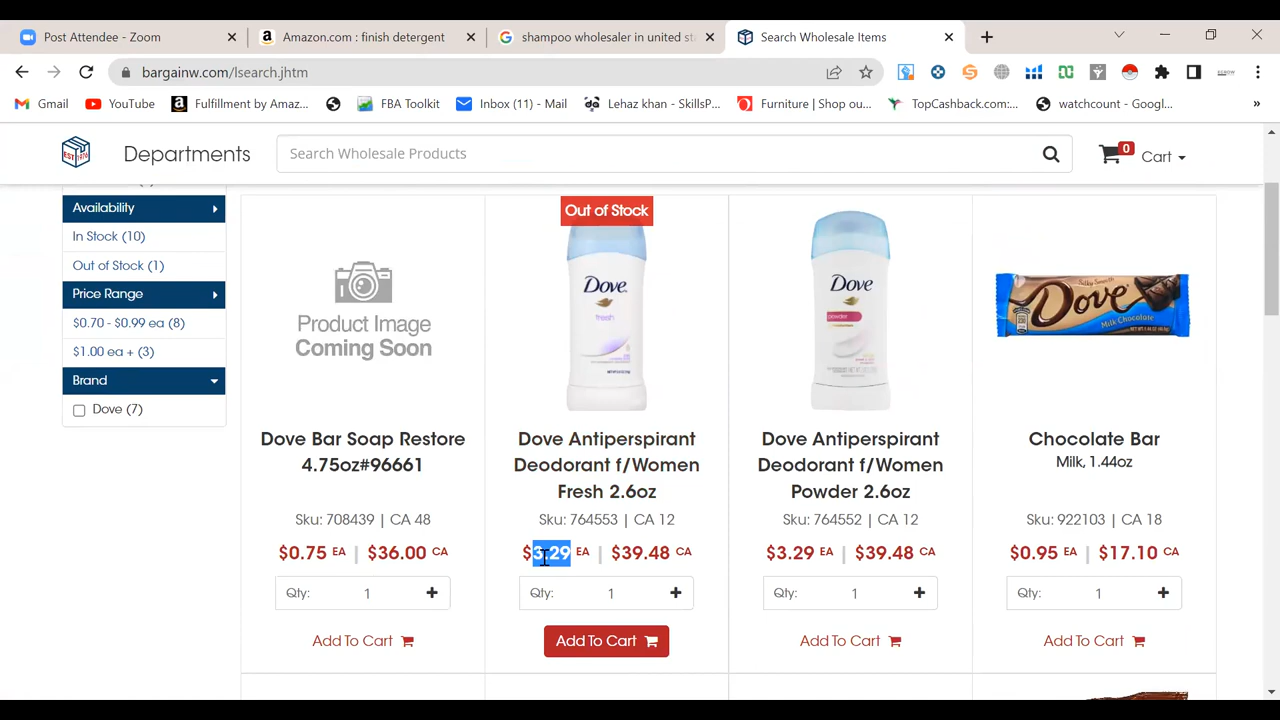 Post Attendee - Zoom
Amazon.com : finish detergent
shampoo wholesaler in united st
Search Wholesale Items
bargainw.com/lsearch.jhtm
Gmail
YouTube
Fulfillment by Amaz...
FBA Toolkit
Inbox (11) - Mail
Lehaz khan - SkillsP...
Furniture | Shop ou...
TopCashback.com:...
watchcount - Googl...
»
EST 1976
Departments
Search Wholesale Products
0
Cart
Availability
In Stock (10)
Out of Stock (1)
Price Range
$0.70 - $0.99 ea (8)
$1.00 ea + (3)
Brand
Dove (7)
Product Image
Coming Soon
Dove Bar Soap Restore
4.75oz#96661
Sku: 708439 | CA 48
$0.75 EA | $36.00 CA
Qty: 1 +
Add To Cart
Out of Stock
Dove
fresh
Dove Antiperspirant
Deodorant f/Women
Fresh 2.6oz
Sku: 764553 | CA 12
$3.29 EA | $39.48 CA
Qty: 1 +
Add To Cart
Dove
powder
Dove Antiperspirant
Deodorant f/Women
Powder 2.6oz
Sku: 764552 | CA 12
$3.29 EA | $39.48 CA
Qty: 1 +
Add To Cart
Silky Smooth
Dove
Milk Chocolate
Chocolate Bar
Milk, 1.44oz
Sku: 922103 | CA 18
$0.95 EA | $17.10 CA
Qty: 1 +
Add To Cart